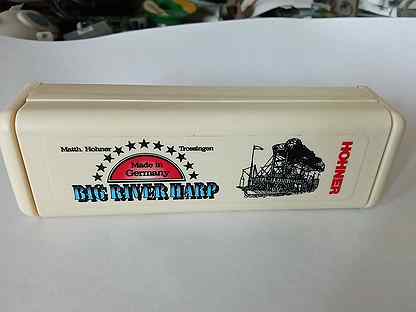 Matth. Hohner Trossingen
Made in
Germany
BIG RIVER HARP
HOHNER